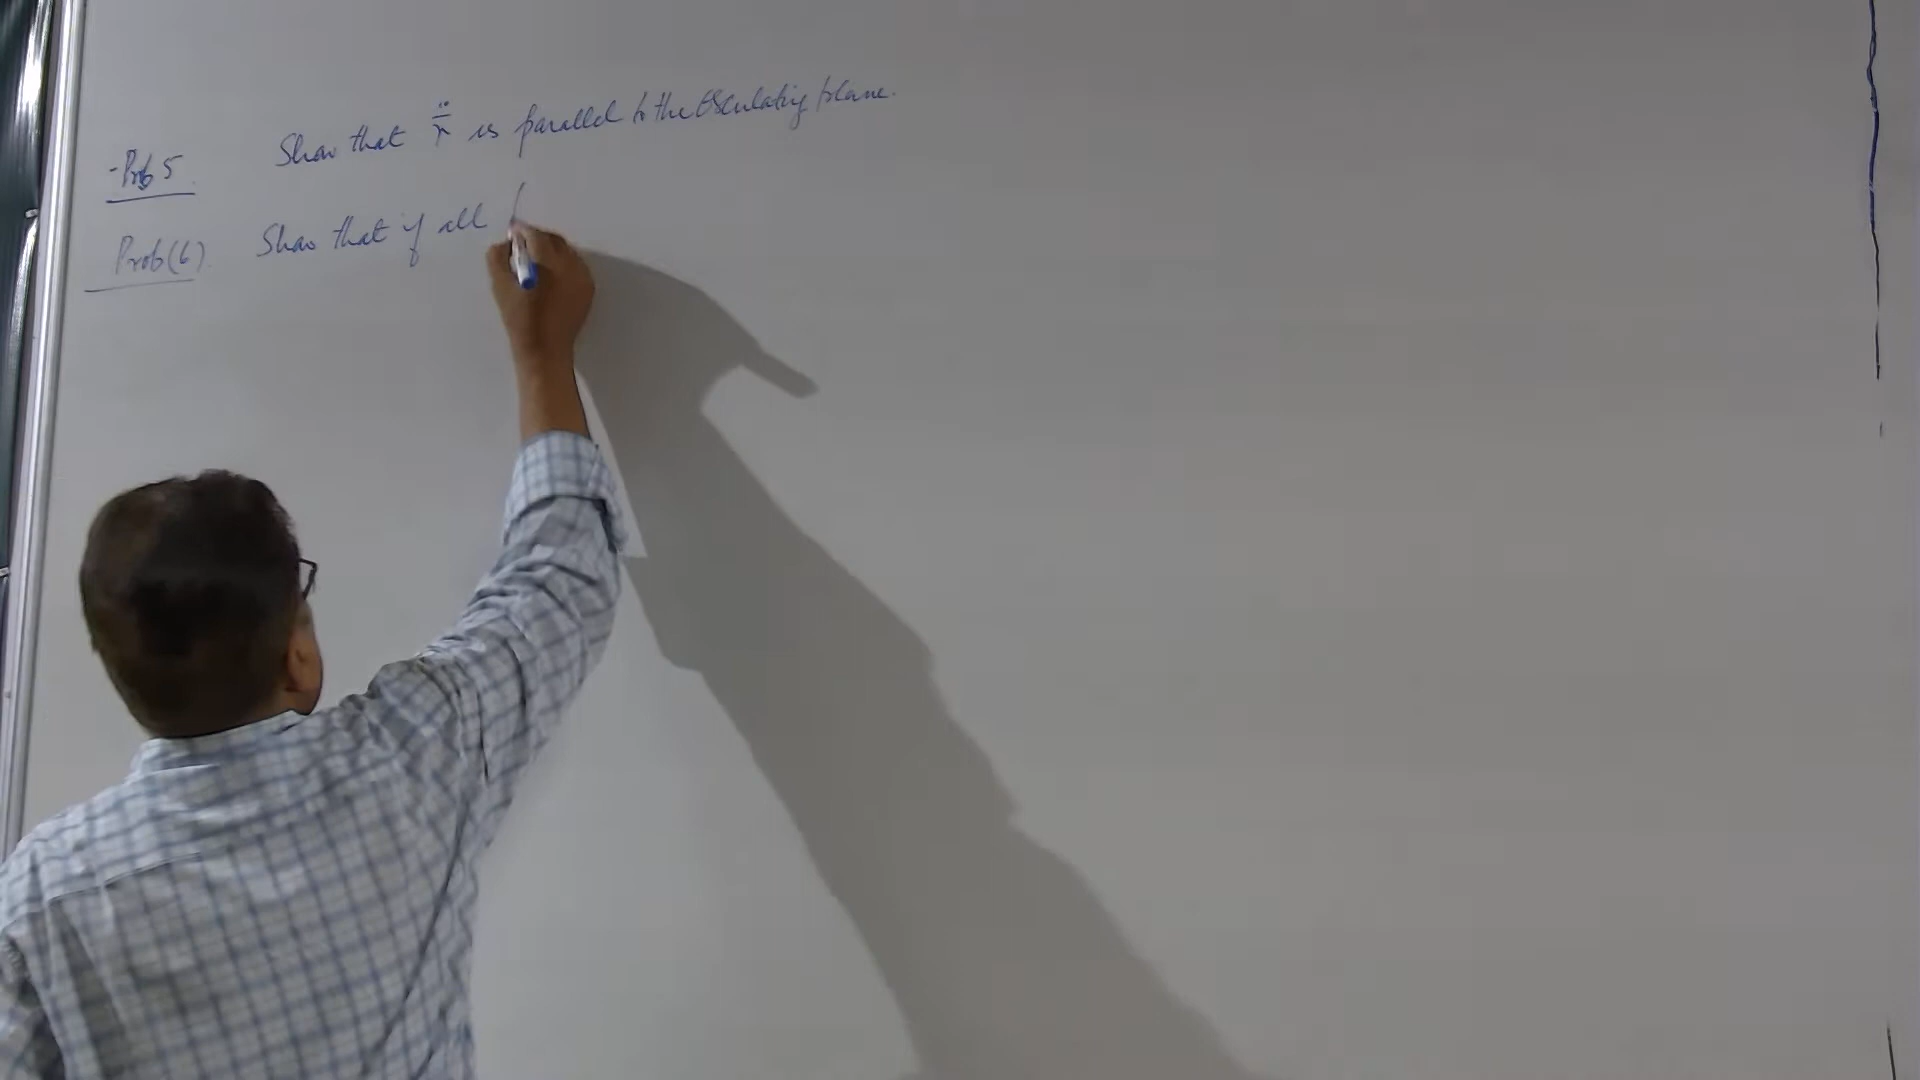 Prob 5. Show that r̈ is parallel to the osculating plane.
Prob (6). Show that if all